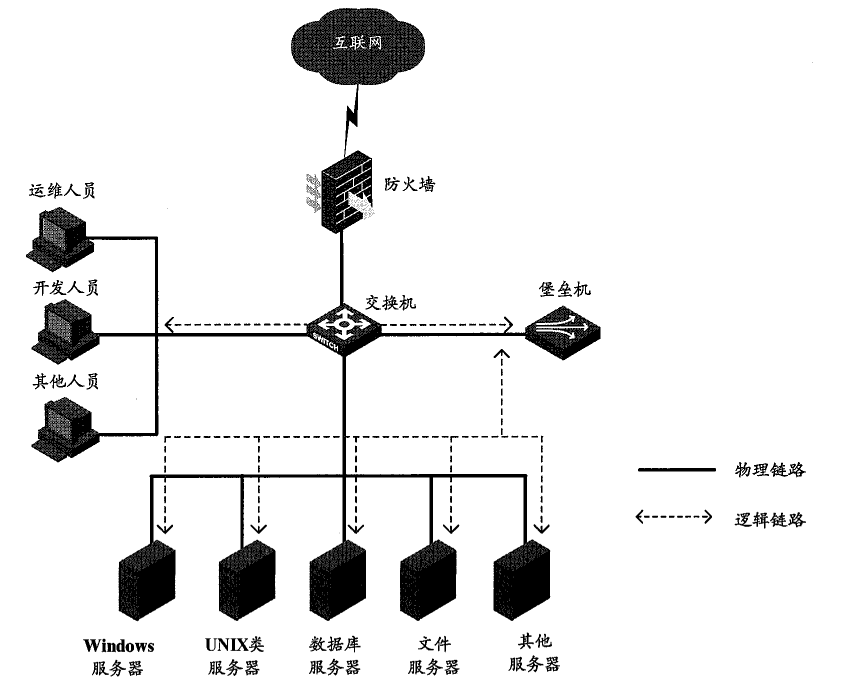 互联网
防火墙
运维人员
开发人员
交换机
堡垒机
SWITCH
其他人员
物理链路
逻辑链路
Windows
服务器
UNIX类
服务器
数据库
服务器
文件
服务器
其他
服务器